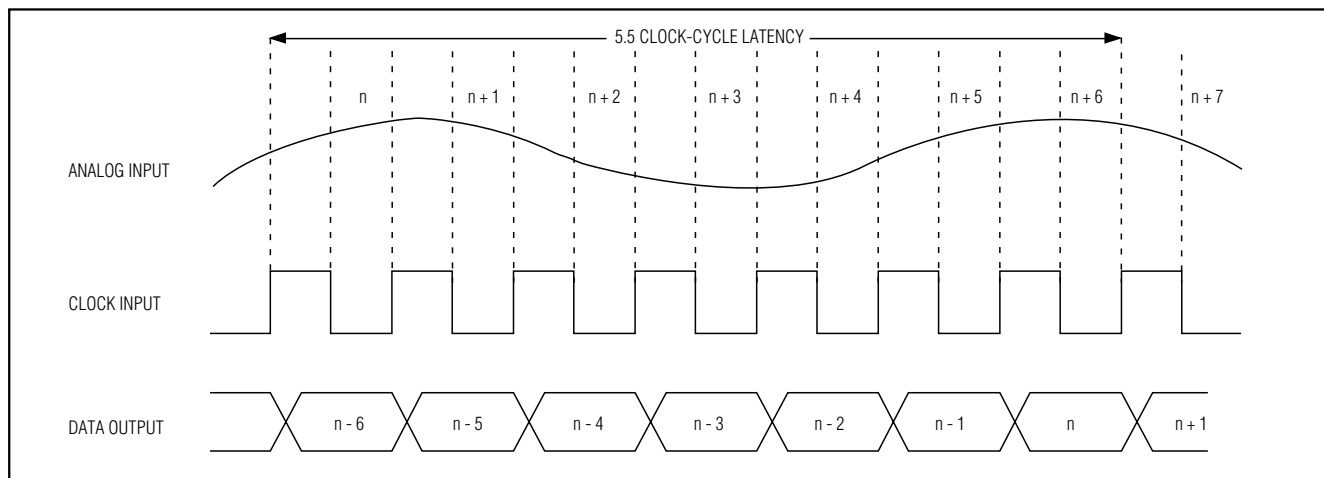 5.5 CLOCK-CYCLE LATENCY
n n + 1 n + 2 n + 3 n + 4 n + 5 n + 6 n + 7
ANALOG INPUT
CLOCK INPUT
DATA OUTPUT n - 6 n - 5 n - 4 n - 3 n - 2 n - 1 n n + 1